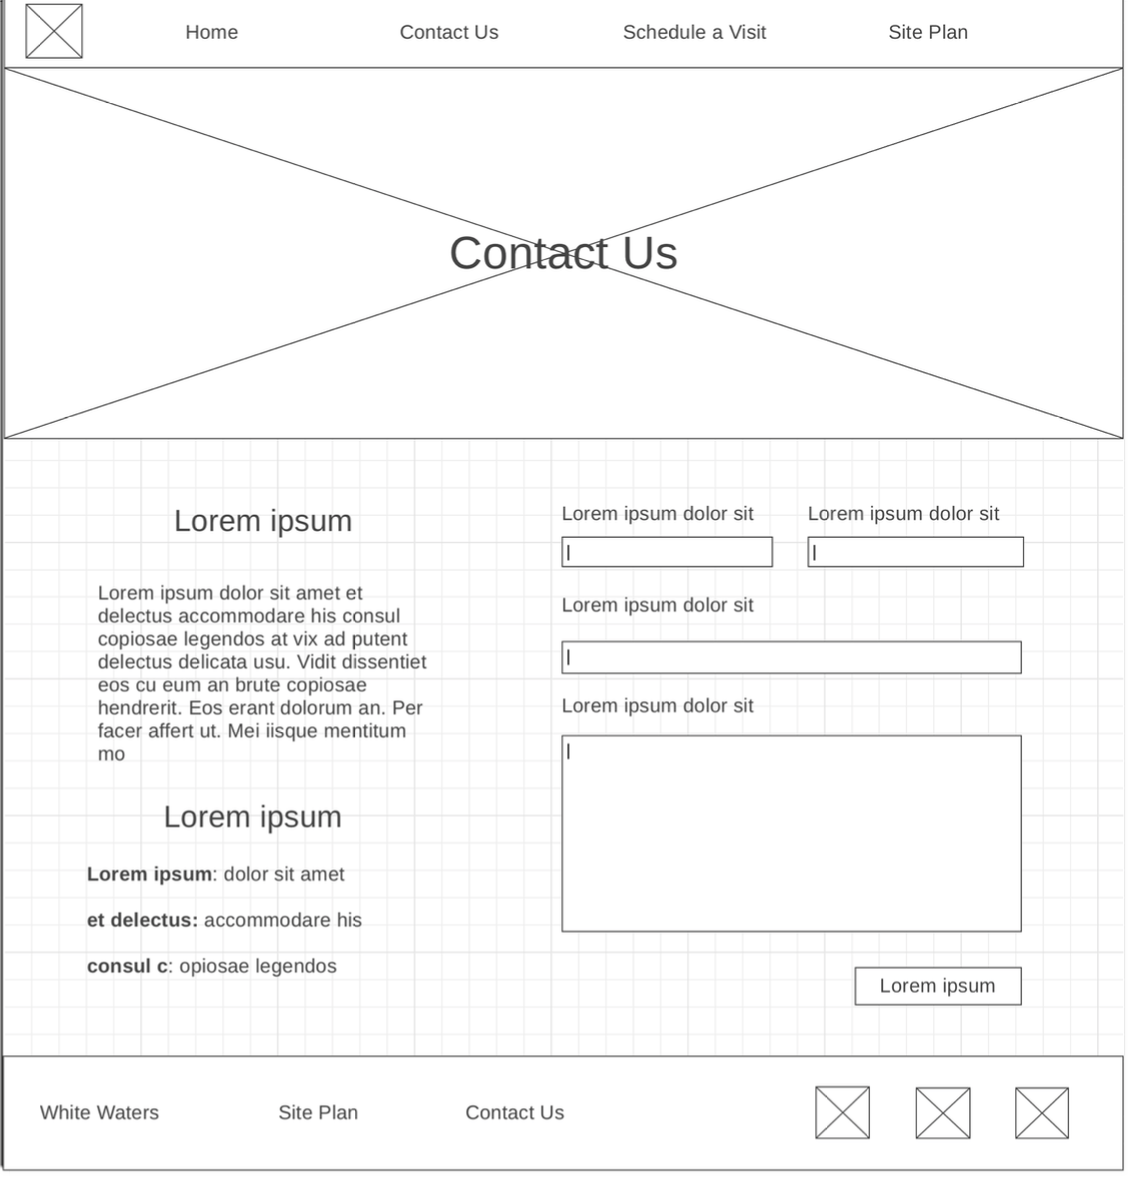 Home Contact Us Schedule a Visit Site Plan
Contact Us
Lorem ipsum
Lorem ipsum dolor sit amet et
delectus accommodare his consul
copiosae legendos at vix ad putent
delectus delicata usu. Vidit dissentiet
eos cu eum an brute copiosae
hendrerit. Eos erant dolorum an. Per
facer affert ut. Mei iisque mentitum
mo
Lorem ipsum
Lorem ipsum: dolor sit amet
et delectus: accommodare his
consul c: opiosae legendos
Lorem ipsum dolor sit Lorem ipsum dolor sit
Lorem ipsum dolor sit
Lorem ipsum dolor sit
Lorem ipsum
White Waters Site Plan Contact Us